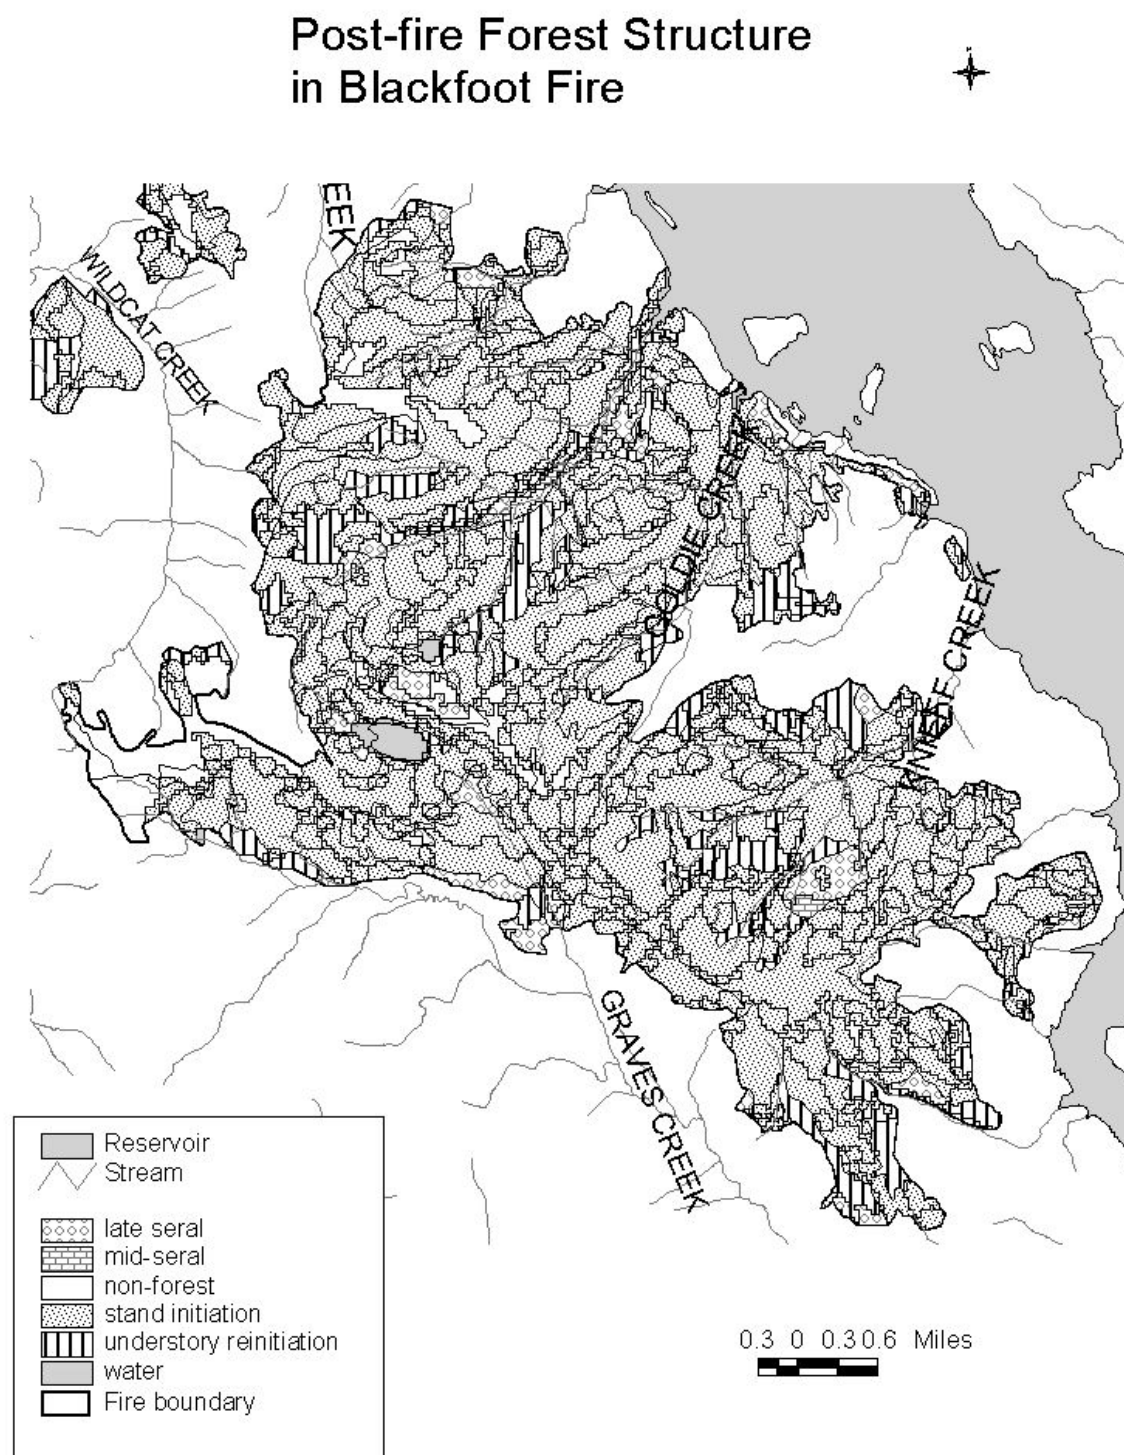 Post-fire Forest Structure
in Blackfoot Fire
EEK
WILDCAT CREEK
GOLDIE CREEK
CREEK
GRAVES CREEK
Reservoir
Stream
late seral
mid-seral
non-forest
stand initiation
understory reinitiation
water
Fire boundary
0.3 0 0.3 0.6 Miles